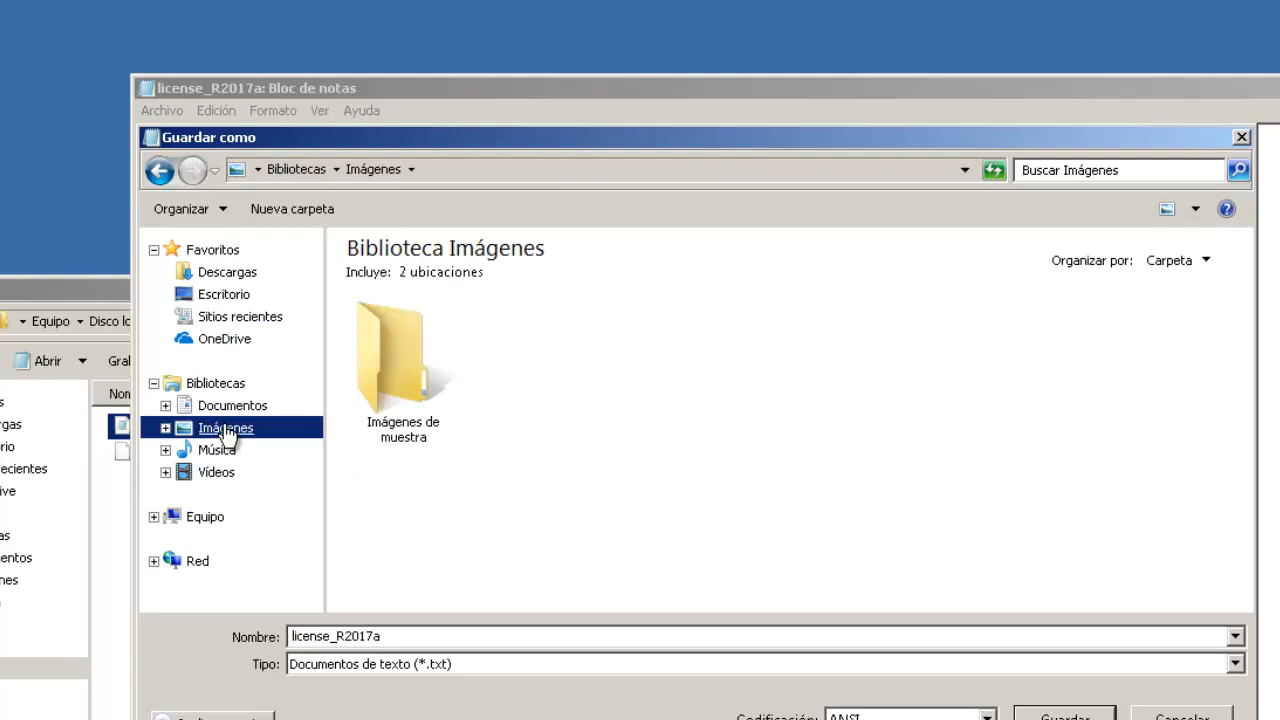 license_R2017a: Bloc de notas
Archivo Edición Formato Ver Ayuda
Guardar como
Bibliotecas Imágenes
Buscar Imágenes
Organizar Nueva carpeta
Favoritos
Descargas
Escritorio
Sitios recientes
OneDrive
Bibliotecas
Documentos
Imágenes
Música
Vídeos
Equipo
Red
Biblioteca Imágenes
Incluye: 2 ubicaciones
Organizar por: Carpeta
Imágenes de
muestra
Nombre: license_R2017a
Tipo: Documentos de texto (*.txt)
Codificación: ANSI
Guardar Cancelar
Equipo Disco lo
Abrir Gral
Non
s
rgas
rio
recientes
ive
as
entos
nes